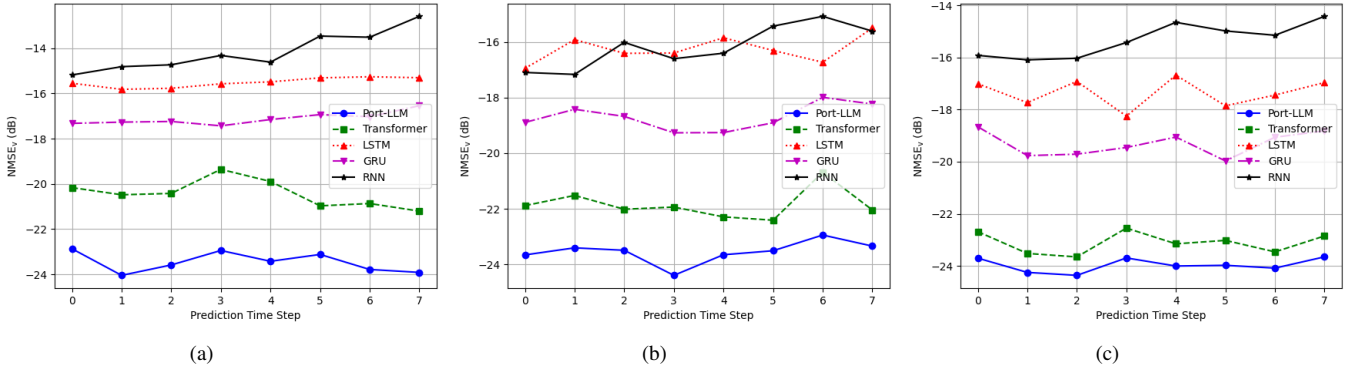 −14
−16
−18
−20
−22
−24
NMSEv (dB)
0 1 2 3 4 5 6 7
Prediction Time Step
Port-LLM
Transformer
LSTM
GRU
RNN
(a)
−16
−18
−20
−22
−24
NMSEv (dB)
0 1 2 3 4 5 6 7
Prediction Time Step
Port-LLM
Transformer
LSTM
GRU
RNN
(b)
−14
−16
−18
−20
−22
−24
NMSEv (dB)
0 1 2 3 4 5 6 7
Prediction Time Step
Port-LLM
Transformer
LSTM
GRU
RNN
(c)